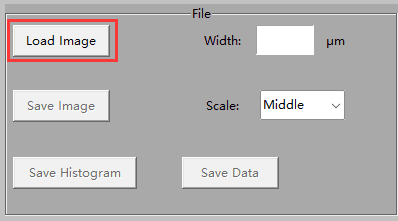 File
Load Image Width: μm
Save Image Scale: Middle
Save Histogram Save Data